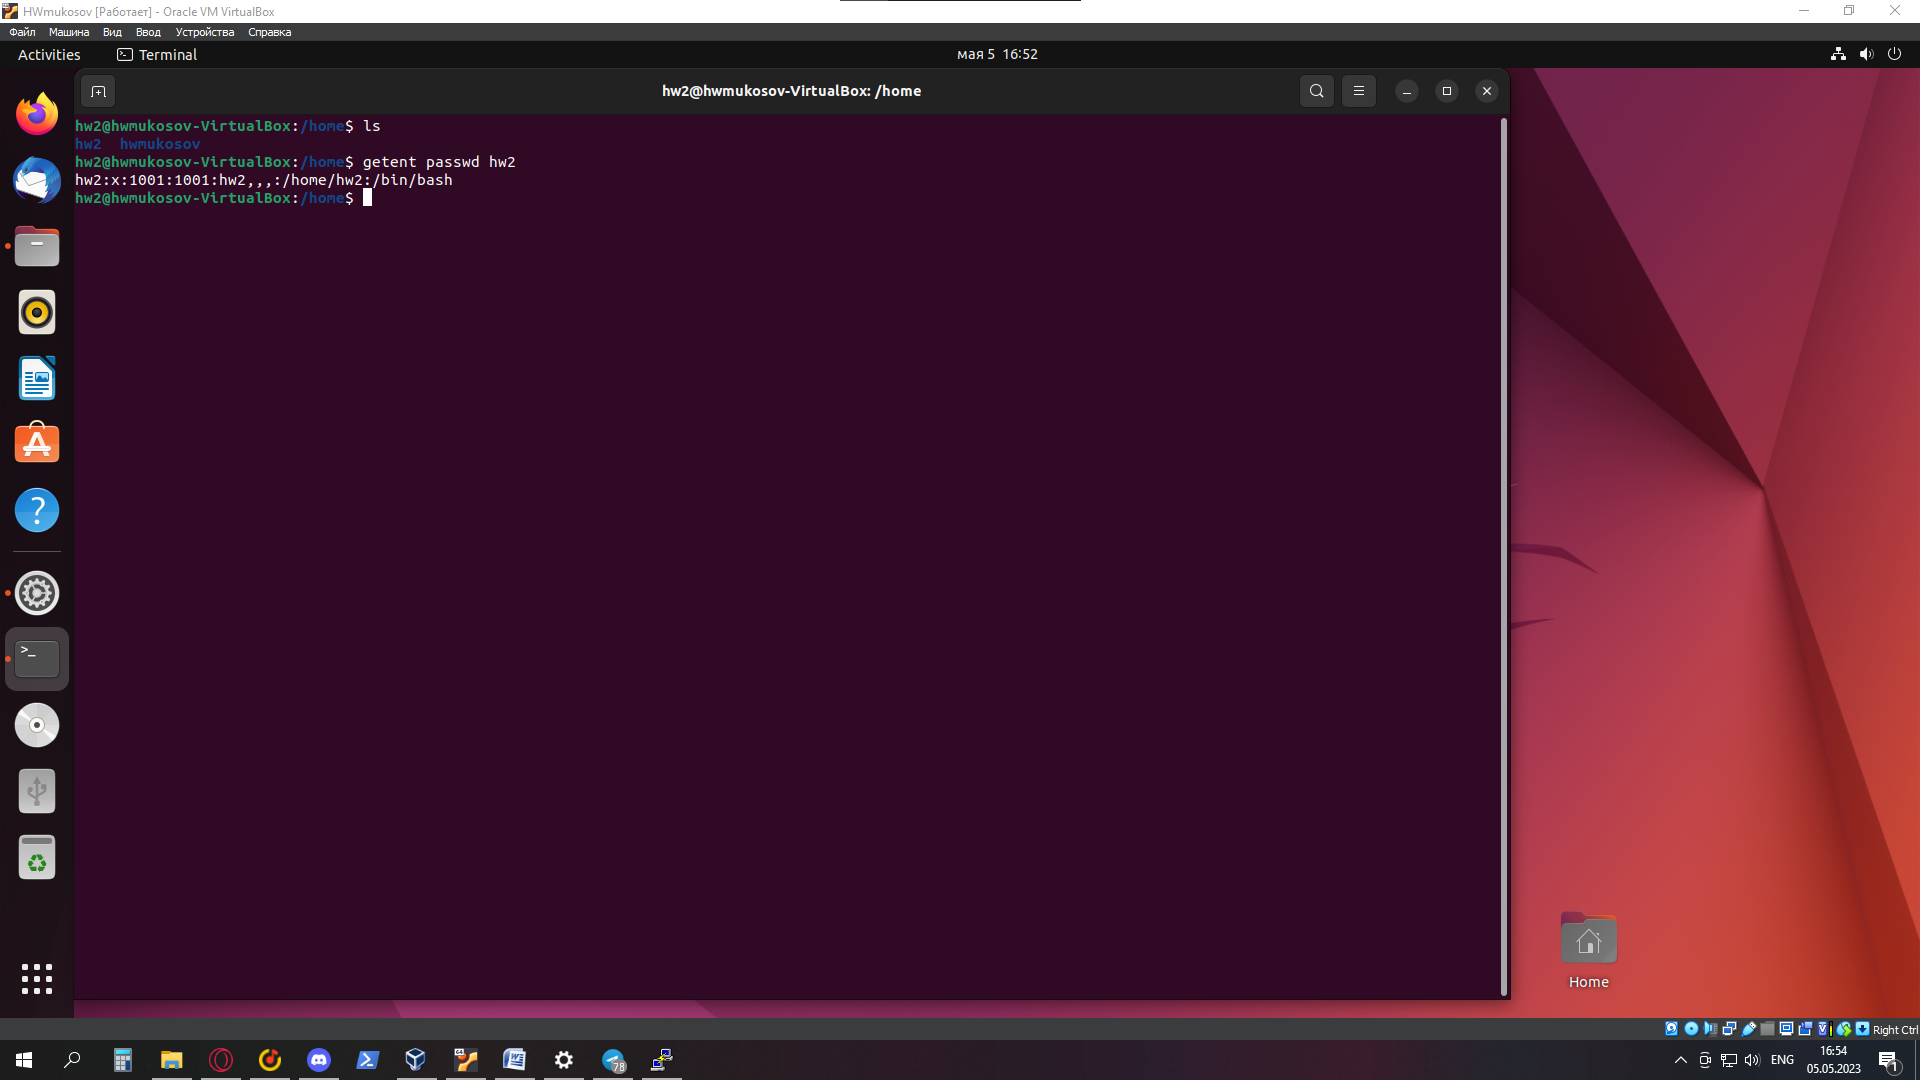 HWmukosov [Работает] - Oracle VM VirtualBox
Файл Машина Вид Ввод Устройства Справка
Activities Terminal мая 5 16:52
hw2@hwmukosov-VirtualBox: /home
hw2@hwmukosov-VirtualBox:/home$ ls
hw2 hwmukosov
hw2@hwmukosov-VirtualBox:/home$ getent passwd hw2
hw2:x:1001:1001:hw2,,,:/home/hw2:/bin/bash
hw2@hwmukosov-VirtualBox:/home$
Home
Right Ctrl
78
ENG
16:54
05.05.2023
1